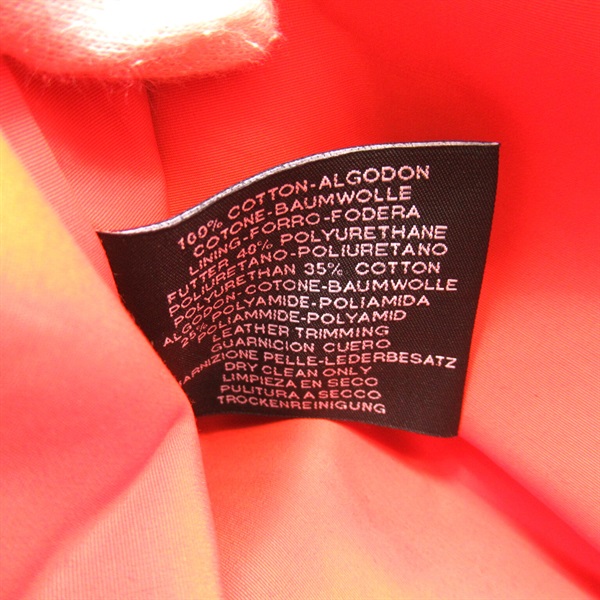 100% COTTON-ALGODON
COTONE-BAUMWOLLE
LINING-FORRO-FODERA
FUTTER 40% POLYURETHANE
POLIURETANO-POLIURETANO
POLYURETHAN 35% COTTON
ALGODON-COTONE-BAUMWOLLE
25% POLYAMIDE-POLIAMIDA
POLIAMMIDE-POLYAMID
LEATHER TRIMMING
GUARNICION CUERO
ARNIZIONE PELLE-LEDERBESATZ
DRY CLEAN ONLY
LIMPIEZA EN SECO
PULITURA A SECCO
TROCKENREINIGUNG